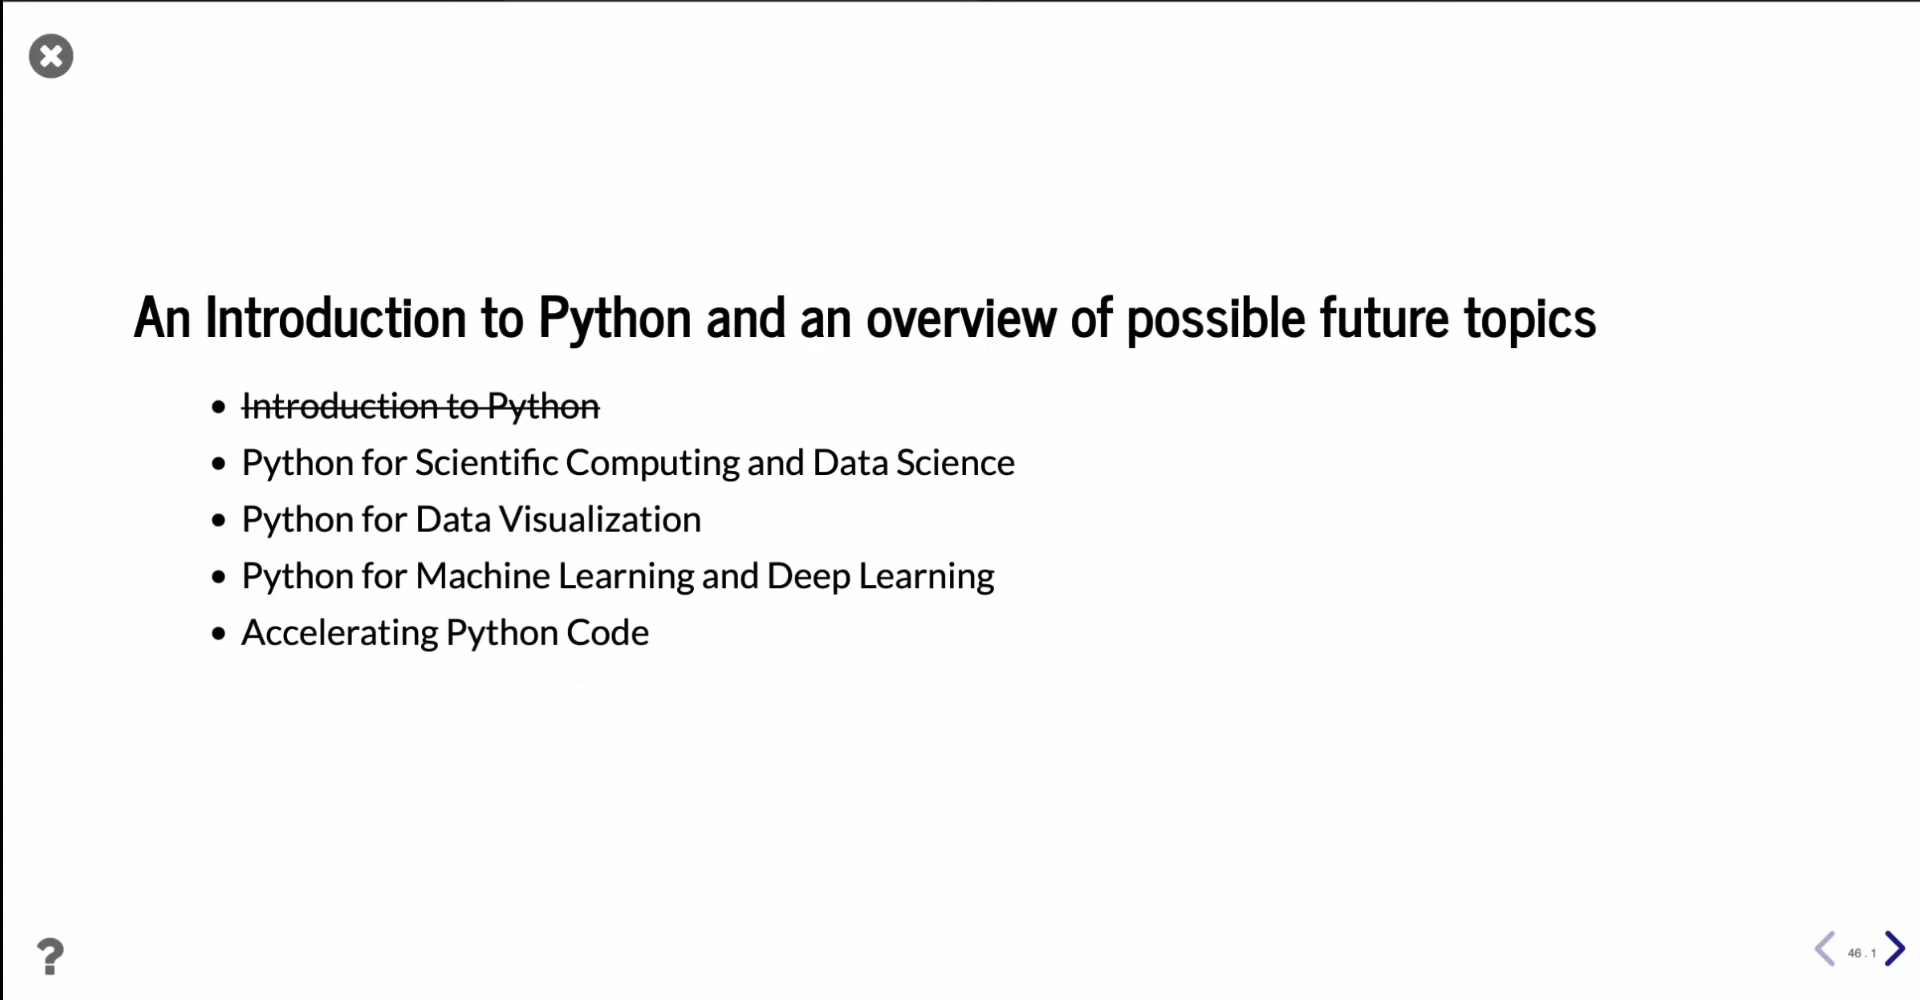 An Introduction to Python and an overview of possible future topics
Introduction to Python
Python for Scientific Computing and Data Science
Python for Data Visualization
Python for Machine Learning and Deep Learning
Accelerating Python Code
?
46 . 1